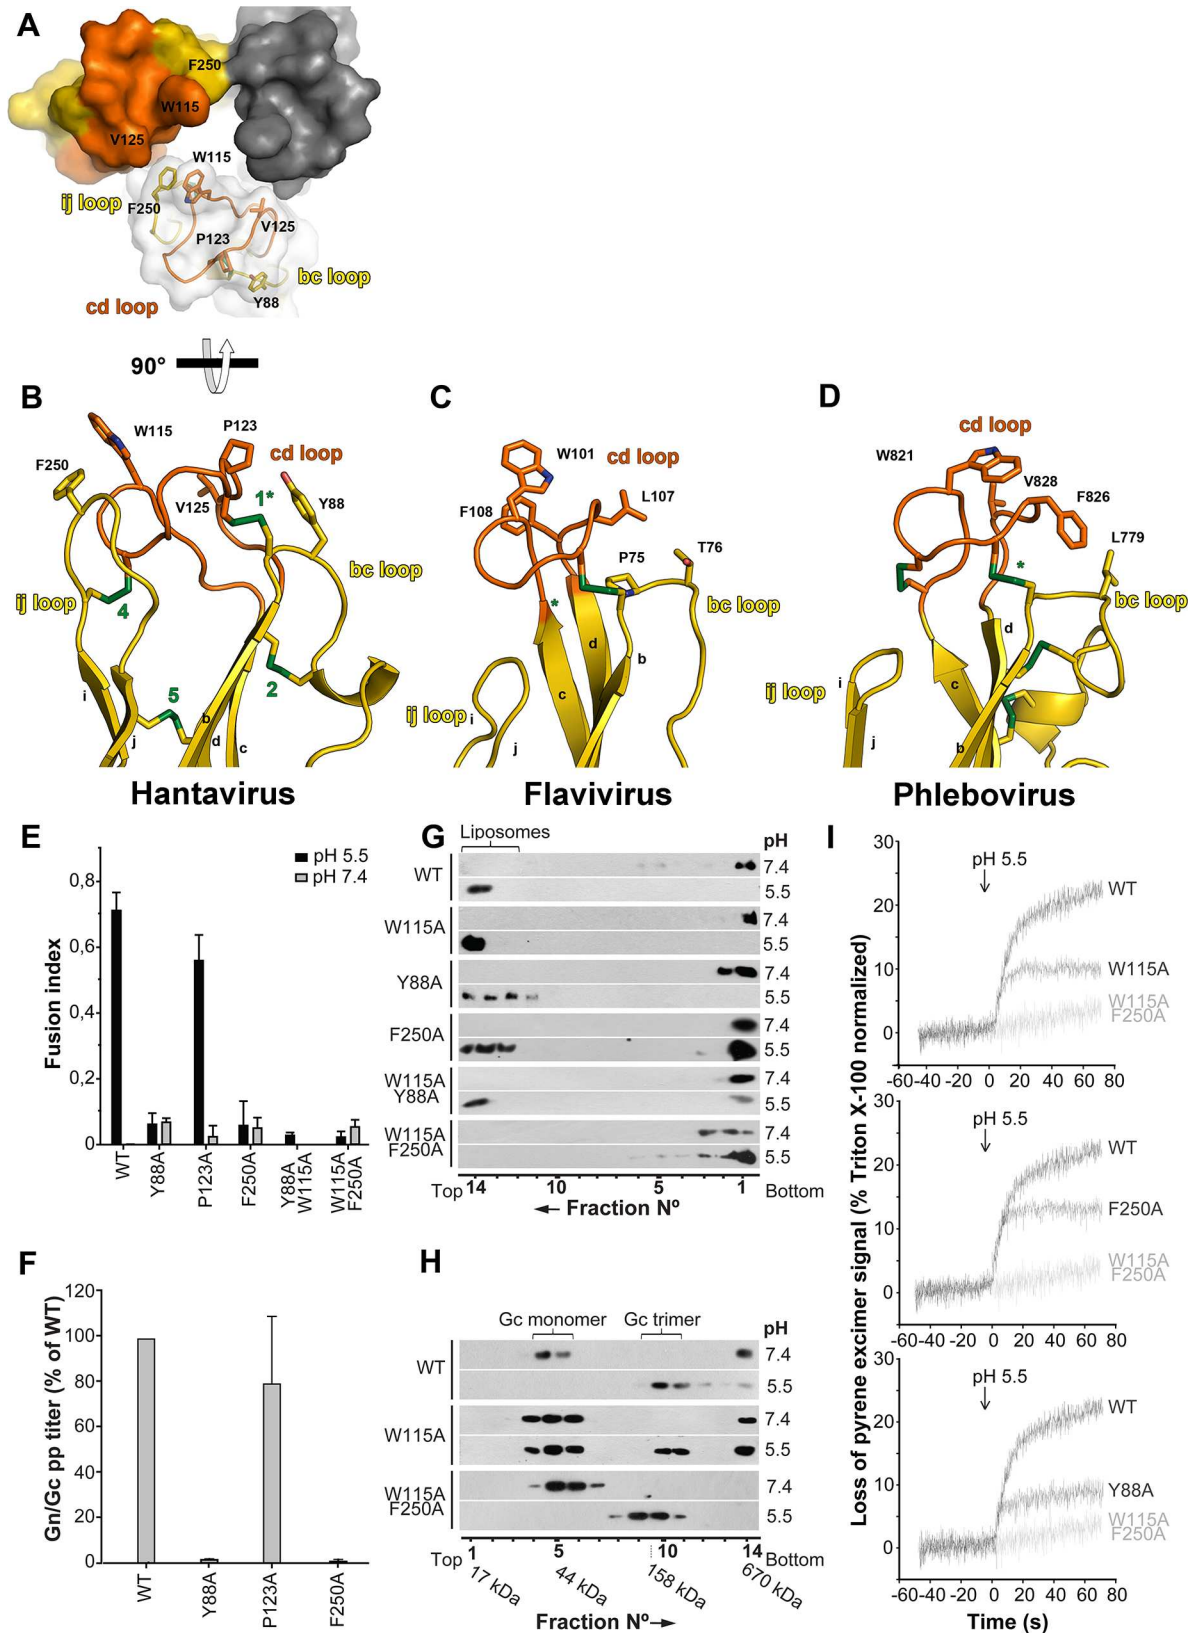 A
F250
W115
V125
W115
ij loop
F250
V125
P123
bc loop
Y88
cd loop
90°
B
W115
P123
cd loop
F250
V125
1*
Y88
bc loop
ij loop
4
5
2
i
j
b
d
c
Hantavirus
C
W101
cd loop
F108
L107
P75
T76
*
bc loop
d
b
c
ij loop
i
j
Flavivirus
D
cd loop
W821
V828
F826
L779
*
bc loop
d
ij loop
i
c
j
b
Phlebovirus
E
pH 5.5
pH 7.4
Fusion index
0,8
0,6
0,4
0,2
0
WT
Y88A
P123A
F250A
Y88A
W115A
W115A
F250A
F
Gn/Gc pp titer (% of WT)
120
100
80
60
40
20
0
WT
Y88A
P123A
F250A
G
Liposomes
pH
WT
7.4
5.5
W115A
7.4
5.5
Y88A
7.4
5.5
F250A
7.4
5.5
W115A
Y88A
7.4
5.5
W115A
F250A
7.4
5.5
Top 14 10 5 1 Bottom
← Fraction Nº
H
Gc monomer Gc trimer
pH
WT
7.4
5.5
W115A
7.4
5.5
W115A
F250A
7.4
5.5
Top 1 5 10 14 Bottom
17 kDa 44 kDa 158 kDa 670 kDa
Fraction Nº→
I
Loss of pyrene excimer signal (% Triton X-100 normalized)
30
pH 5.5
20
10
0
WT
W115A
W115A
F250A
-60 -40 -20 0 20 40 60 80
30
pH 5.5
20
10
0
WT
F250A
W115A
F250A
-60 -40 -20 0 20 40 60 80
30
pH 5.5
20
10
0
WT
Y88A
W115A
F250A
-60 -40 -20 0 20 40 60 80
Time (s)